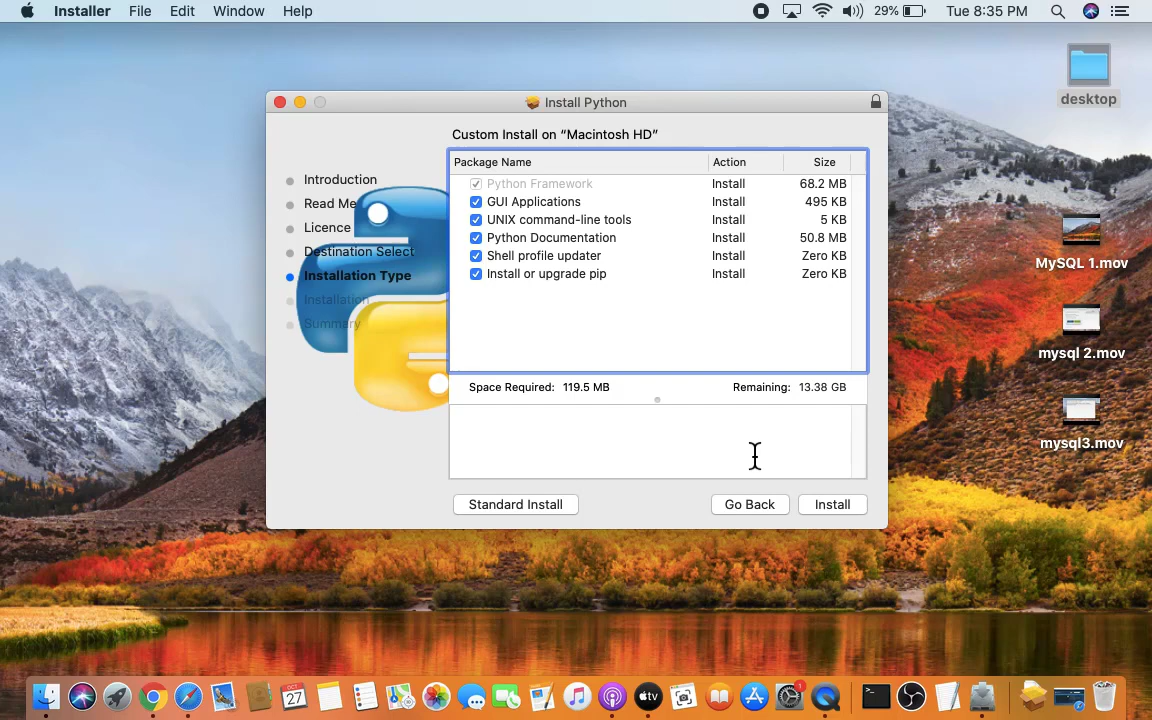 Installer File Edit Window Help 29% Tue 8:35 PM
desktop
Install Python
Custom Install on “Macintosh HD”
Introduction
Read Me
Licence
Destination Select
Installation Type
Installation
Summary
Package Name Action Size
Python Framework Install 68.2 MB
GUI Applications Install 495 KB
UNIX command-line tools Install 5 KB
Python Documentation Install 50.8 MB
Shell profile updater Install Zero KB
Install or upgrade pip Install Zero KB
Space Required: 119.5 MB Remaining: 13.38 GB
Standard Install Go Back Install
MySQL 1.mov
mysql 2.mov
mysql3.mov
OCT
27
tv
1